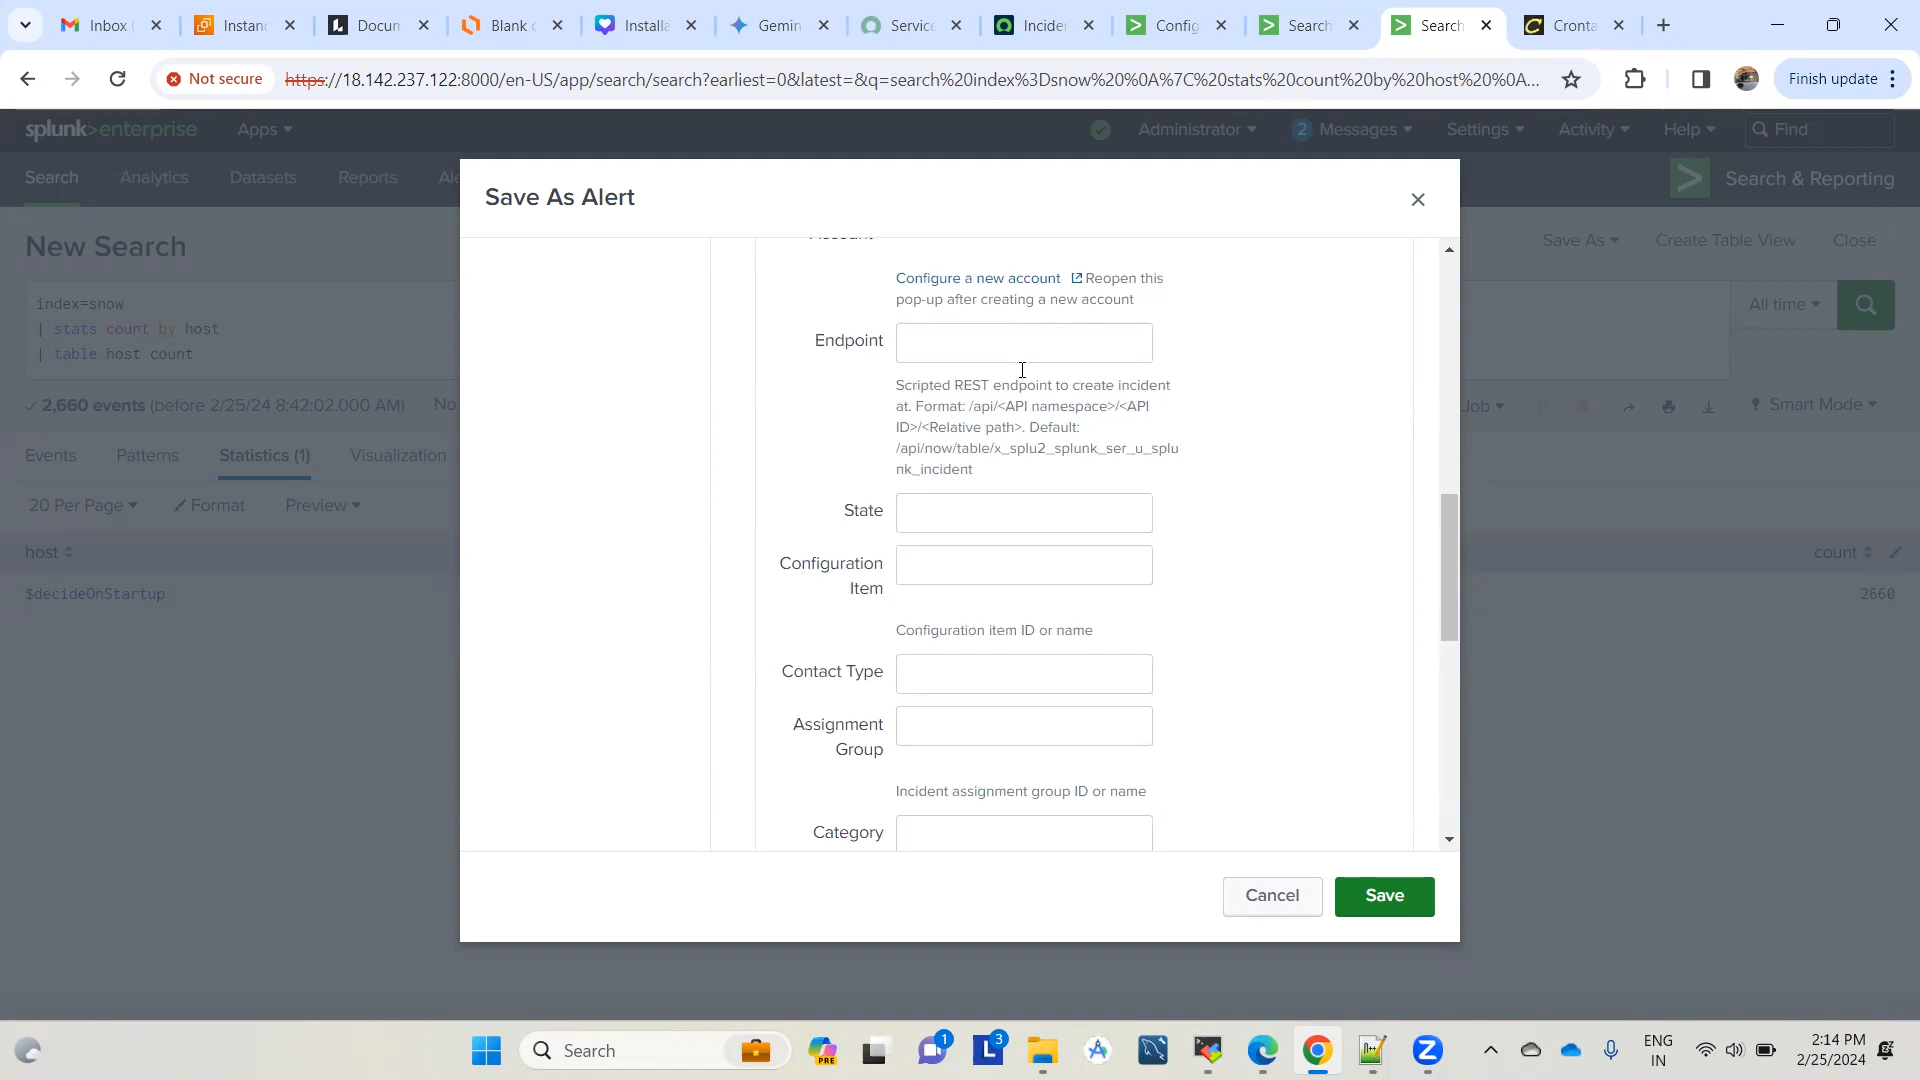 Inbox (
Instanc
Docum
Blank d
Installa
Gemin
Service
Incider
Config
Search
Search
Cronta
Not secure
https://18.142.237.122:8000/en-US/app/search/search?earliest=0&latest=&q=search%20index%3Dsnow%20%0A%7C%20stats%20count%20by%20host%20%0A...
Finish update
splunk>enterprise
Apps
Administrator
2 Messages
Settings
Activity
Help
Find
Search
Analytics
Datasets
Reports
Ale
Search & Reporting
New Search
Save As
Create Table View
Close
index=snow
| stats count by host
| table host count
All time
✓ 2,660 events (before 2/25/24 8:42:02.000 AM)
No
Job
Smart Mode
Events
Patterns
Statistics (1)
Visualization
20 Per Page
Format
Preview
host
count
$decideOnStartup
2660
Save As Alert
Account
Configure a new account Reopen this
pop-up after creating a new account
Endpoint
Scripted REST endpoint to create incident
at. Format: /api/<API namespace>/<API
ID>/<Relative path>. Default:
/api/now/table/x_splu2_splunk_ser_u_splu
nk_incident
State
Configuration
Item
Configuration item ID or name
Contact Type
Assignment
Group
Incident assignment group ID or name
Category
Cancel
Save
Search
PRE
1
L
3
ENG
IN
2:14 PM
2/25/2024